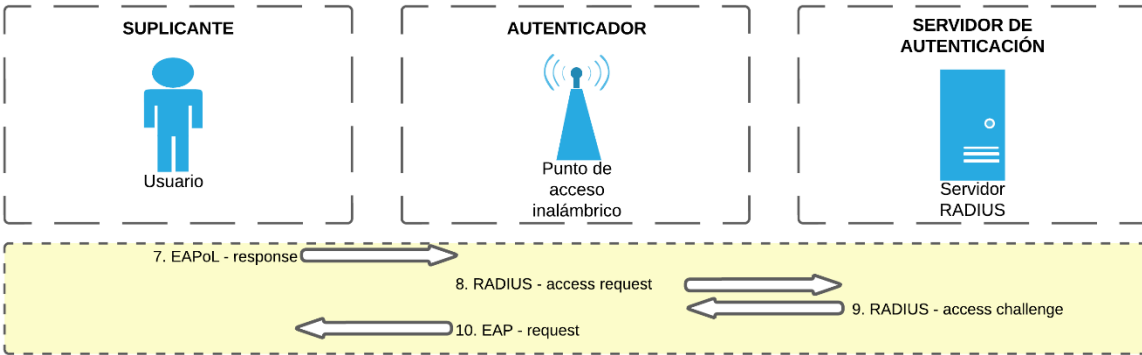 SUPLICANTE
Usuario
AUTENTICADOR
Punto de
acceso
inalámbrico
SERVIDOR DE
AUTENTICACIÓN
Servidor
RADIUS
7. EAPoL - response
8. RADIUS - access request
9. RADIUS - access challenge
10. EAP - request